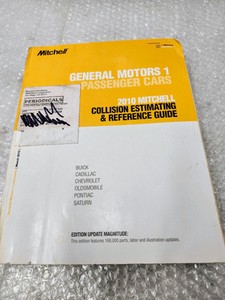 Mitchell
GENERAL MOTORS 1
PASSENGER CARS
PERIODICALS
2010 MITCHELL
COLLISION ESTIMATING
& REFERENCE GUIDE
BUICK
CADILLAC
CHEVROLET
OLDSMOBILE
PONTIAC
SATURN
EDITION UPDATE MAGNITUDE:
This edition features 168,000 parts, labor and illustration updates.